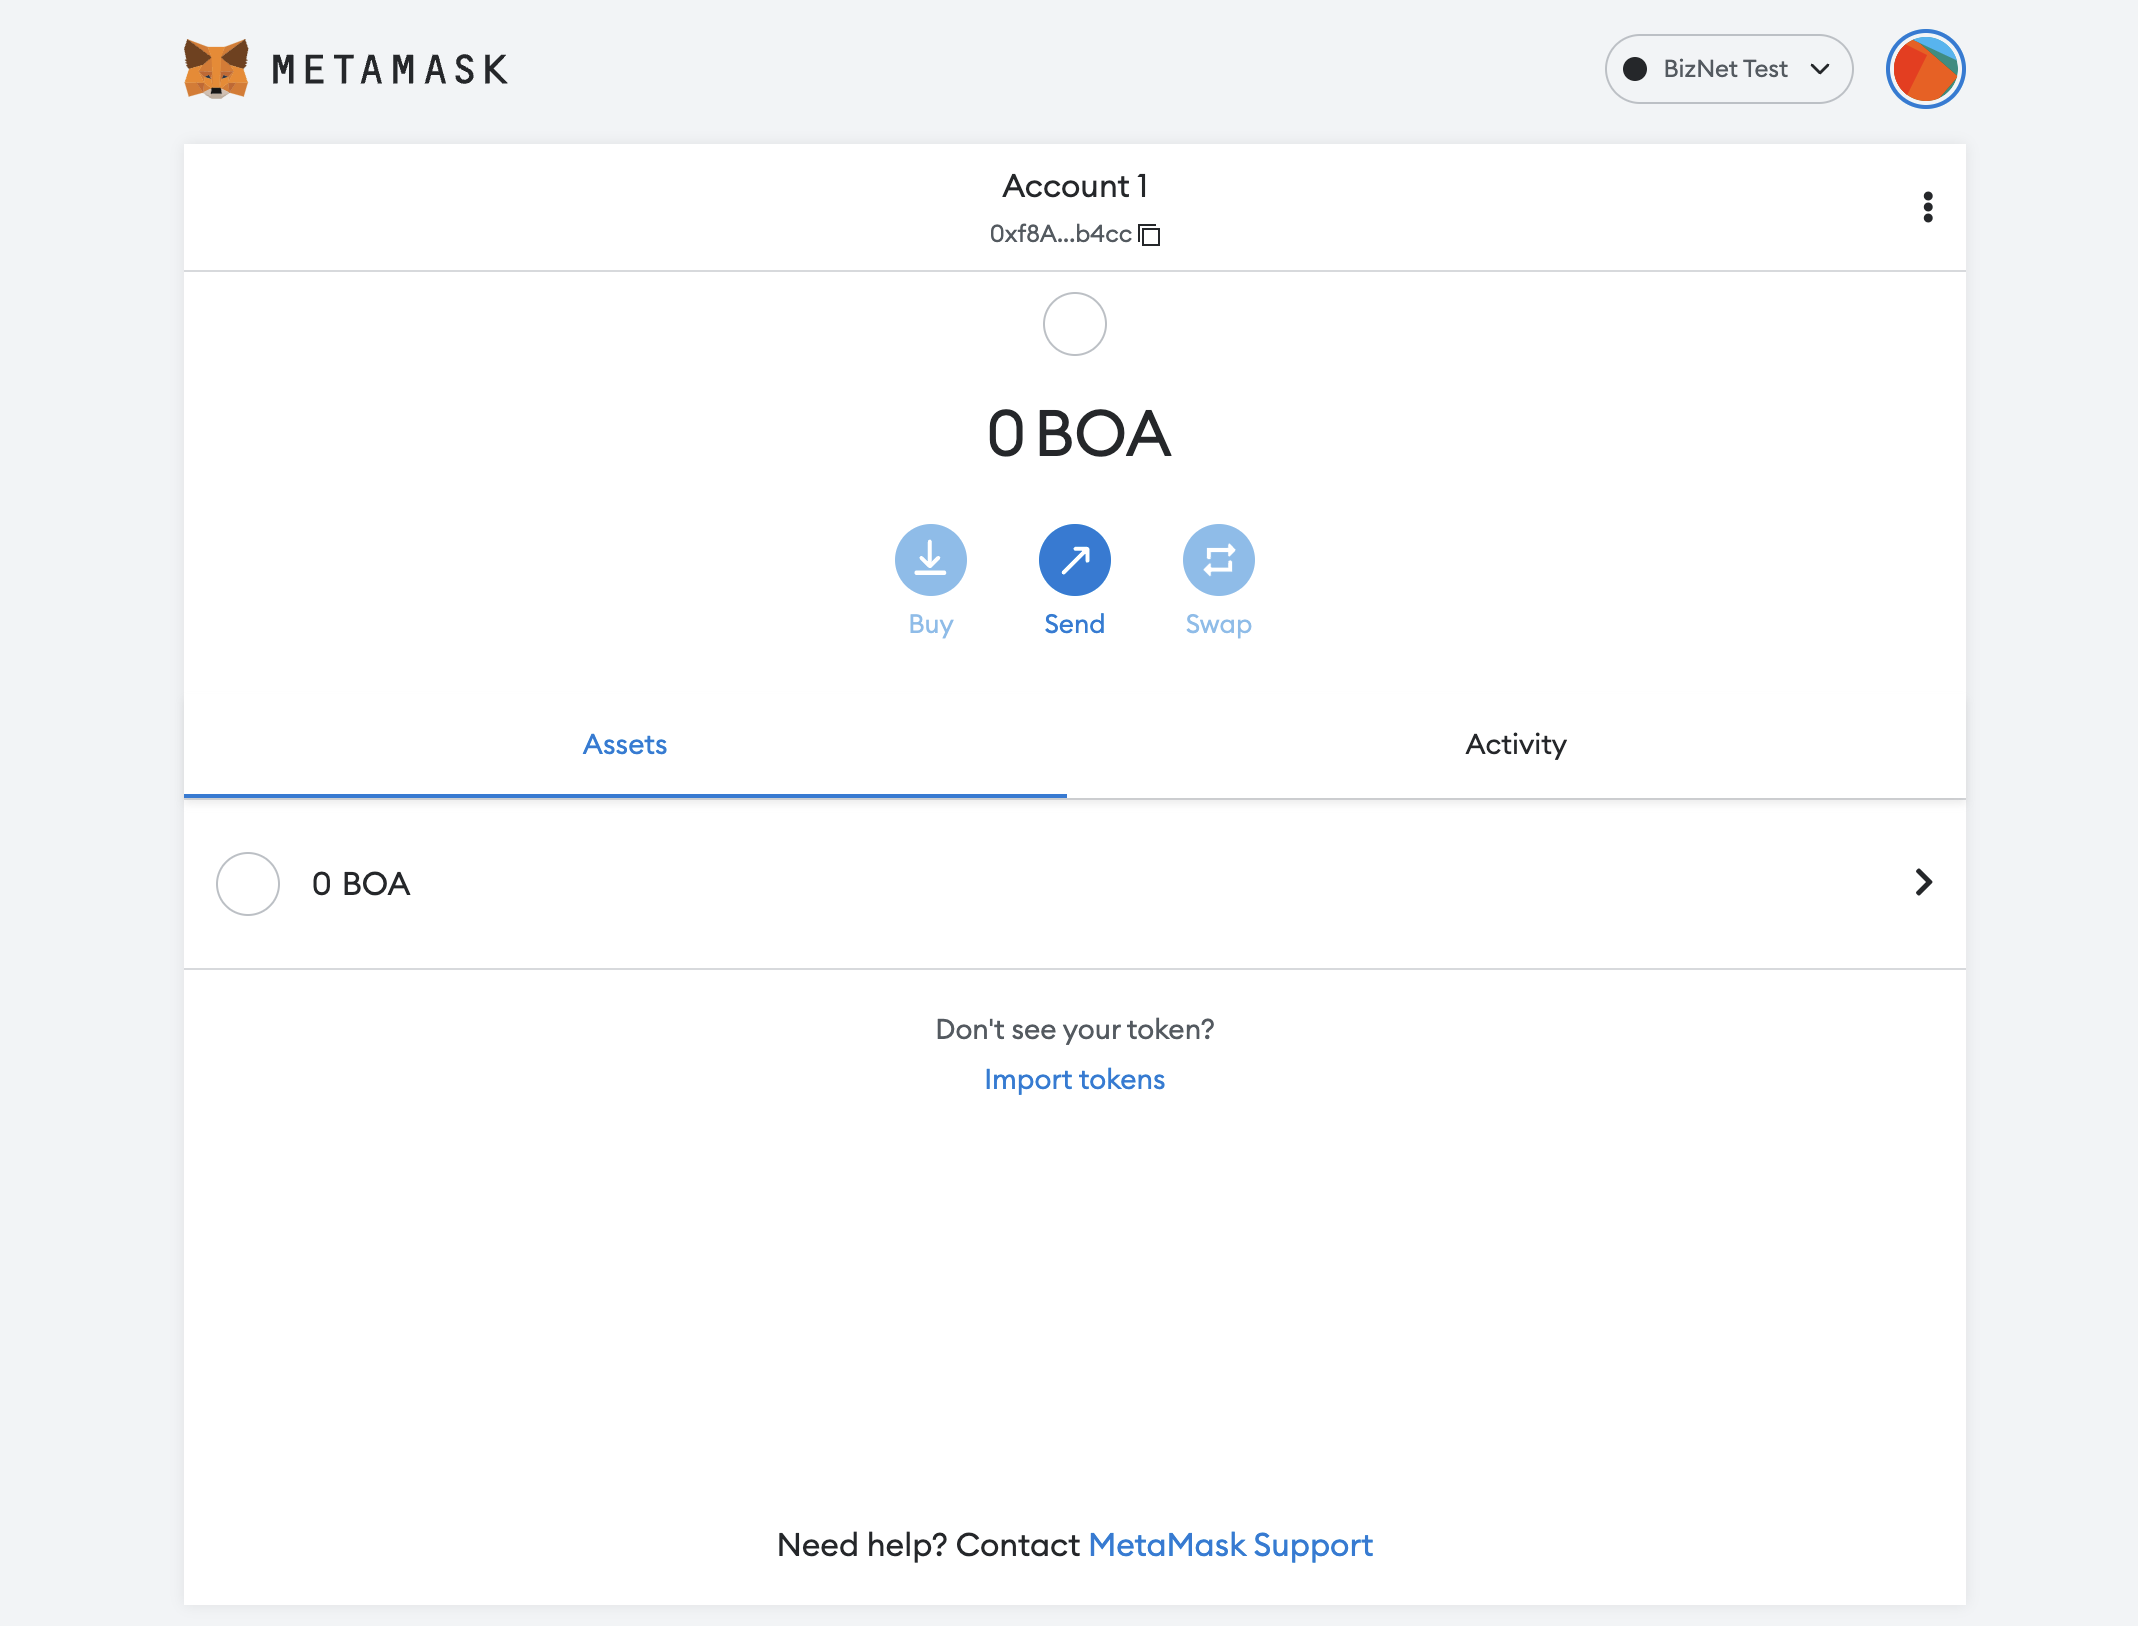 METAMASK
BizNet Test
Account 1
0xf8A...b4cc
0 BOA
Buy
Send
Swap
Assets
Activity
0 BOA
Don't see your token?
Import tokens
Need help? Contact MetaMask Support